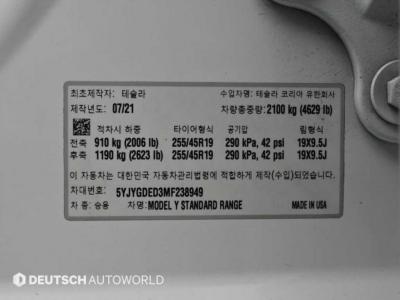 최초제작자: 테슬라 수입자명: 테슬라 코리아 유한회사
제작년도: 07/21 차량총중량: 2100 kg (4629 lb)
적차시 하중 타이어형식 공기압 림형식
전축 910 kg (2006 lb) 255/45R19 290 kPa, 42 psi 19X9.5J
후축 1190 kg (2623 lb) 255/45R19 290 kPa, 42 psi 19X9.5J
이 자동차는 대한민국 자동차관리법령에 적합하게 제작(수입)되었습니다.
차대번호: 5YJYGDED3MF238949
차 종: 승용 차 명: MODEL Y STANDARD RANGE MADE IN USA
DEUTSCH AUTOWORLD